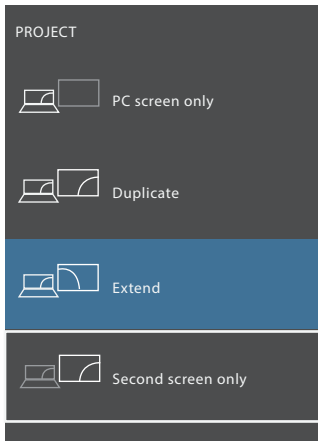 PROJECT
PC screen only
Duplicate
Extend
Second screen only